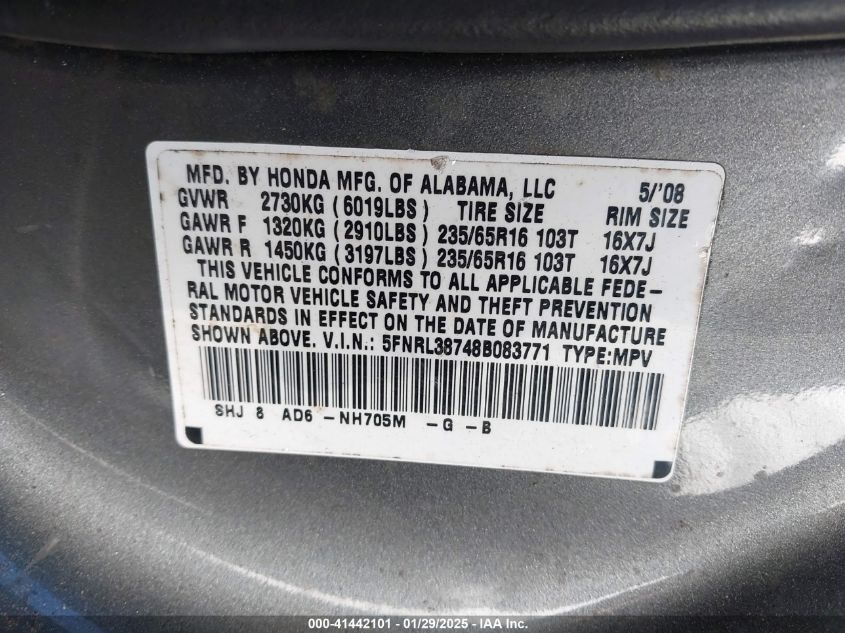 MFD. BY HONDA MFG. OF ALABAMA, LLC 5/'08
GVWR 2730KG ( 6019LBS ) TIRE SIZE RIM SIZE
GAWR F 1320KG ( 2910LBS ) 235/65R16 103T 16X7J
GAWR R 1450KG ( 3197LBS ) 235/65R16 103T 16X7J
THIS VEHICLE CONFORMS TO ALL APPLICABLE FEDE-
RAL MOTOR VEHICLE SAFETY AND THEFT PREVENTION
STANDARDS IN EFFECT ON THE DATE OF MANUFACTURE
SHOWN ABOVE. V.I.N.: 5FNRL38748B083771 TYPE:MPV
SHJ 8 AD6 -NH705M -G -B
000-41442101 - 01/29/2025 - IAAI.com